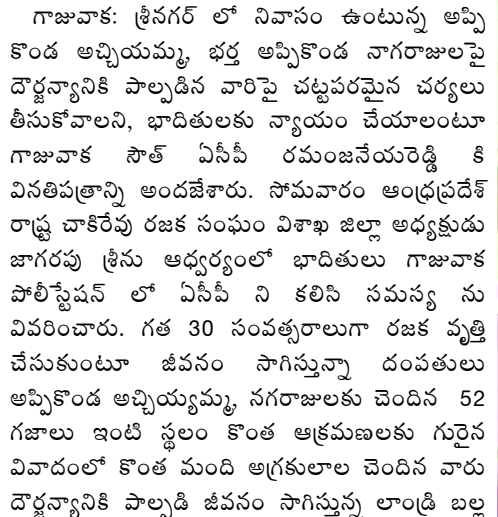 గాజువాక: శ్రీనగర్ లో నివాసం ఉంటున్న అప్పి
కొండ అచ్చియమ్మ, భర్త అప్పికొండ నాగరాజులపై
దౌర్జన్యానికి పాల్పడిన వారిపై చట్టపరమైన చర్యలు
తీసుకోవాలని, భాదితులకు న్యాయం చేయాలంటూ
గాజువాక సౌత్ ఏసీపీ రమంజనేయరెడ్డి కి
వినతిపత్రాన్ని అందజేశారు. సోమవారం ఆంధ్రప్రదేశ్
రాష్ట్ర చాకిరేవు రజక సంఘం విశాఖ జిల్లా అధ్యక్షుడు
జాగరపు శ్రీను ఆధ్వర్యంలో భాదితులు గాజువాక
పోలీస్టేషన్ లో ఏసీపీ ని కలిసి సమస్య ను
వివరించారు. గత 30 సంవత్సరాలుగా రజక వృత్తి
చేసుకుంటూ జీవనం సాగిస్తున్నా దంపతులు
అప్పికొండ అచ్చియ్యమ్మ, నగరాజులకు చెందిన 52
గజాలు ఇంటి స్థలం కొంత ఆక్రమణలకు గురైన
వివాదంలో కొంత మంది అగ్రకులాల చెందిన వారు
దౌర్జన్యానికి పాల్పడి జీవనం సాగిస్తున్న లాండ్రి బల్ల